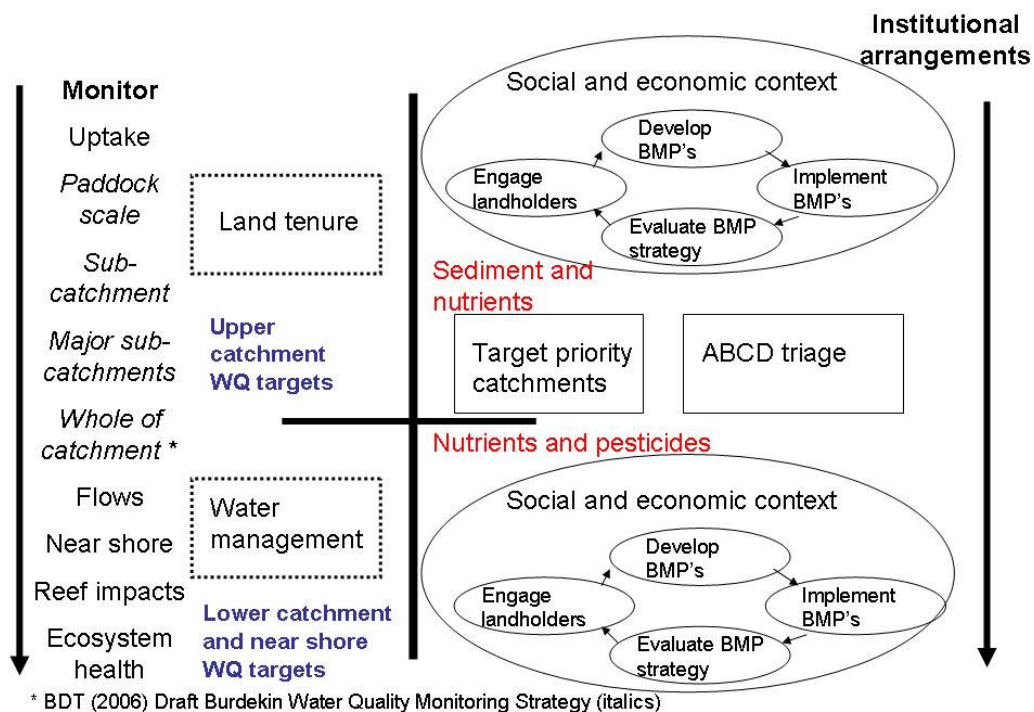 Institutional
arrangements
Monitor
Uptake
Paddock
scale
Sub-
catchment
Major sub-
catchments
Whole of
catchment *
Flows
Near shore
Reef impacts
Ecosystem
health
Land tenure
Upper
catchment
WQ targets
Water
management
Lower catchment
and near shore
WQ targets
Social and economic context
Develop
BMP's
Engage
landholders
Implement
BMP's
Evaluate BMP
strategy
Sediment and
nutrients
Target priority
catchments
ABCD triage
Nutrients and pesticides
Social and economic context
Develop
BMP's
Engage
landholders
Implement
BMP's
Evaluate BMP
strategy
* BDT (2006) Draft Burdekin Water Quality Monitoring Strategy (italics)